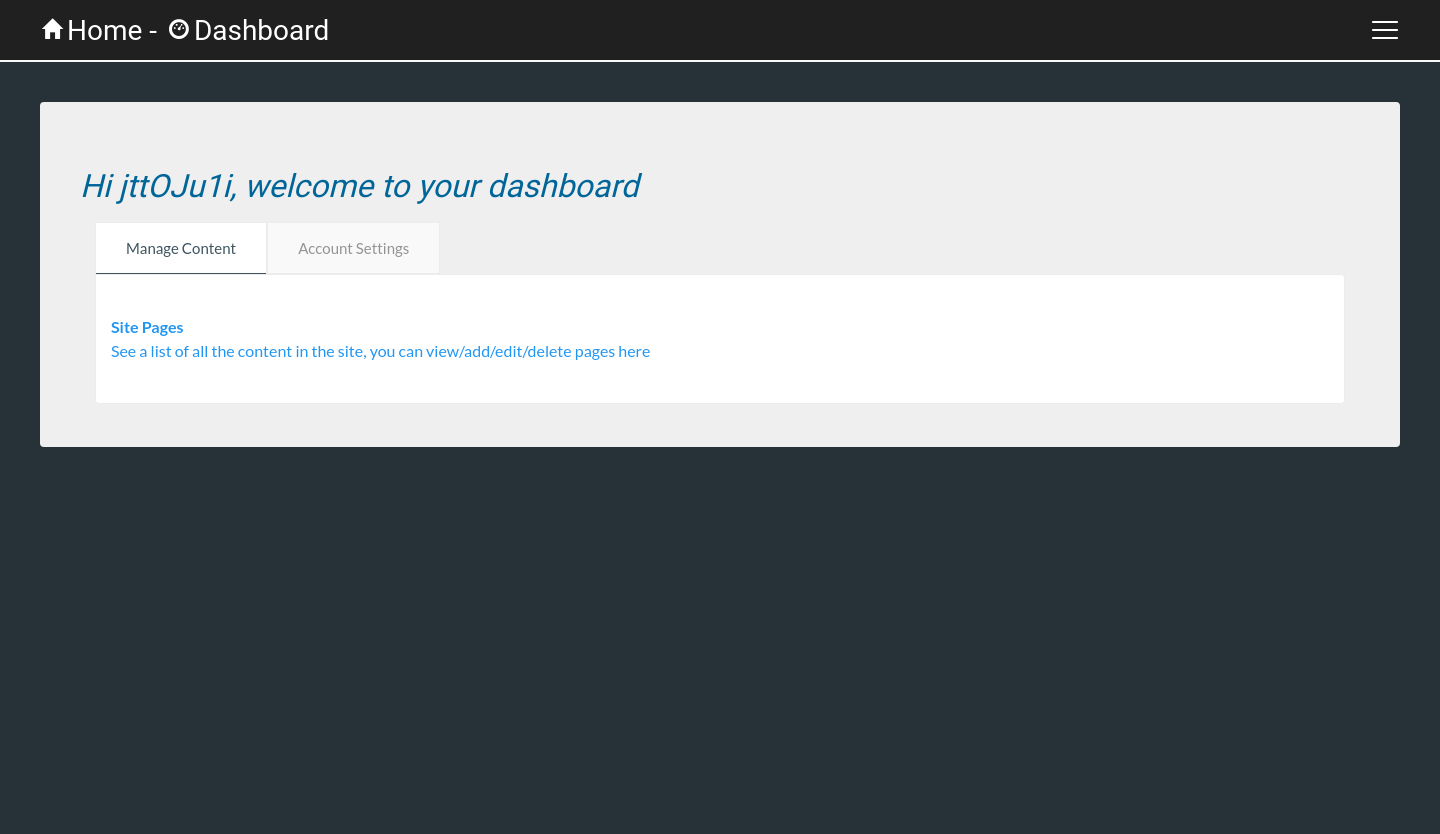 Home - Dashboard
Hi jttOJu1i, welcome to your dashboard
Manage Content Account Settings
Site Pages
See a list of all the content in the site, you can view/add/edit/delete pages here